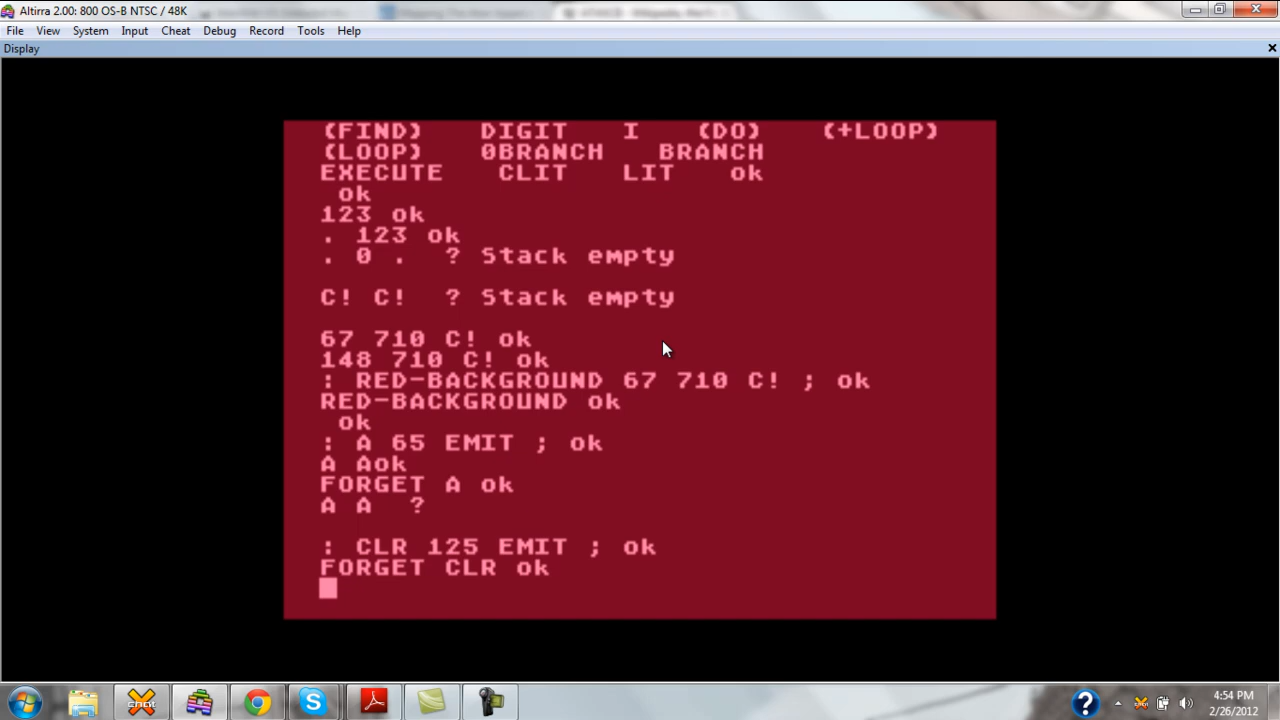 Altirra 2.00: 800 OS-B NTSC / 48K
File View System Input Cheat Debug Record Tools Help
Display
(FIND) DIGIT I (DO) (+LOOP)
(LOOP) 0BRANCH BRANCH
EXECUTE CLIT LIT ok
ok
123 ok
. 123 ok
. 0 . ? Stack empty
C! C! ? Stack empty
67 710 C! ok
148 710 C! ok
: RED-BACKGROUND 67 710 C! ; ok
RED-BACKGROUND ok
ok
: A 65 EMIT ; ok
A Aok
FORGET A ok
A A ?
: CLR 125 EMIT ; ok
FORGET CLR ok
4:54 PM
2/26/2012